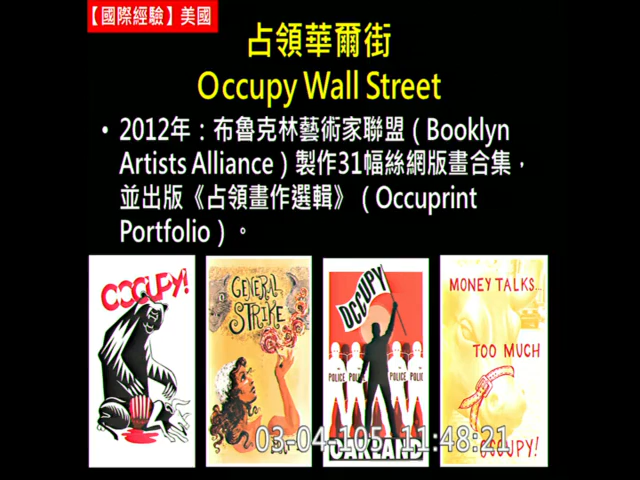 【國際經驗】美國
占領華爾街
Occupy Wall Street
• 2012年：布魯克林藝術家聯盟（Booklyn
Artists Alliance）製作31幅絲網版畫合集，
並出版《占領畫作選輯》（Occuprint
Portfolio）。
OCCUPY!
GENERAL
STRIKE
OCCUPY
POLICE POLICE POLICE POLIC
OAKLAND
MONEY TALKS...
TOO MUCH
OCCUPY!
03-04-105 11:48:21